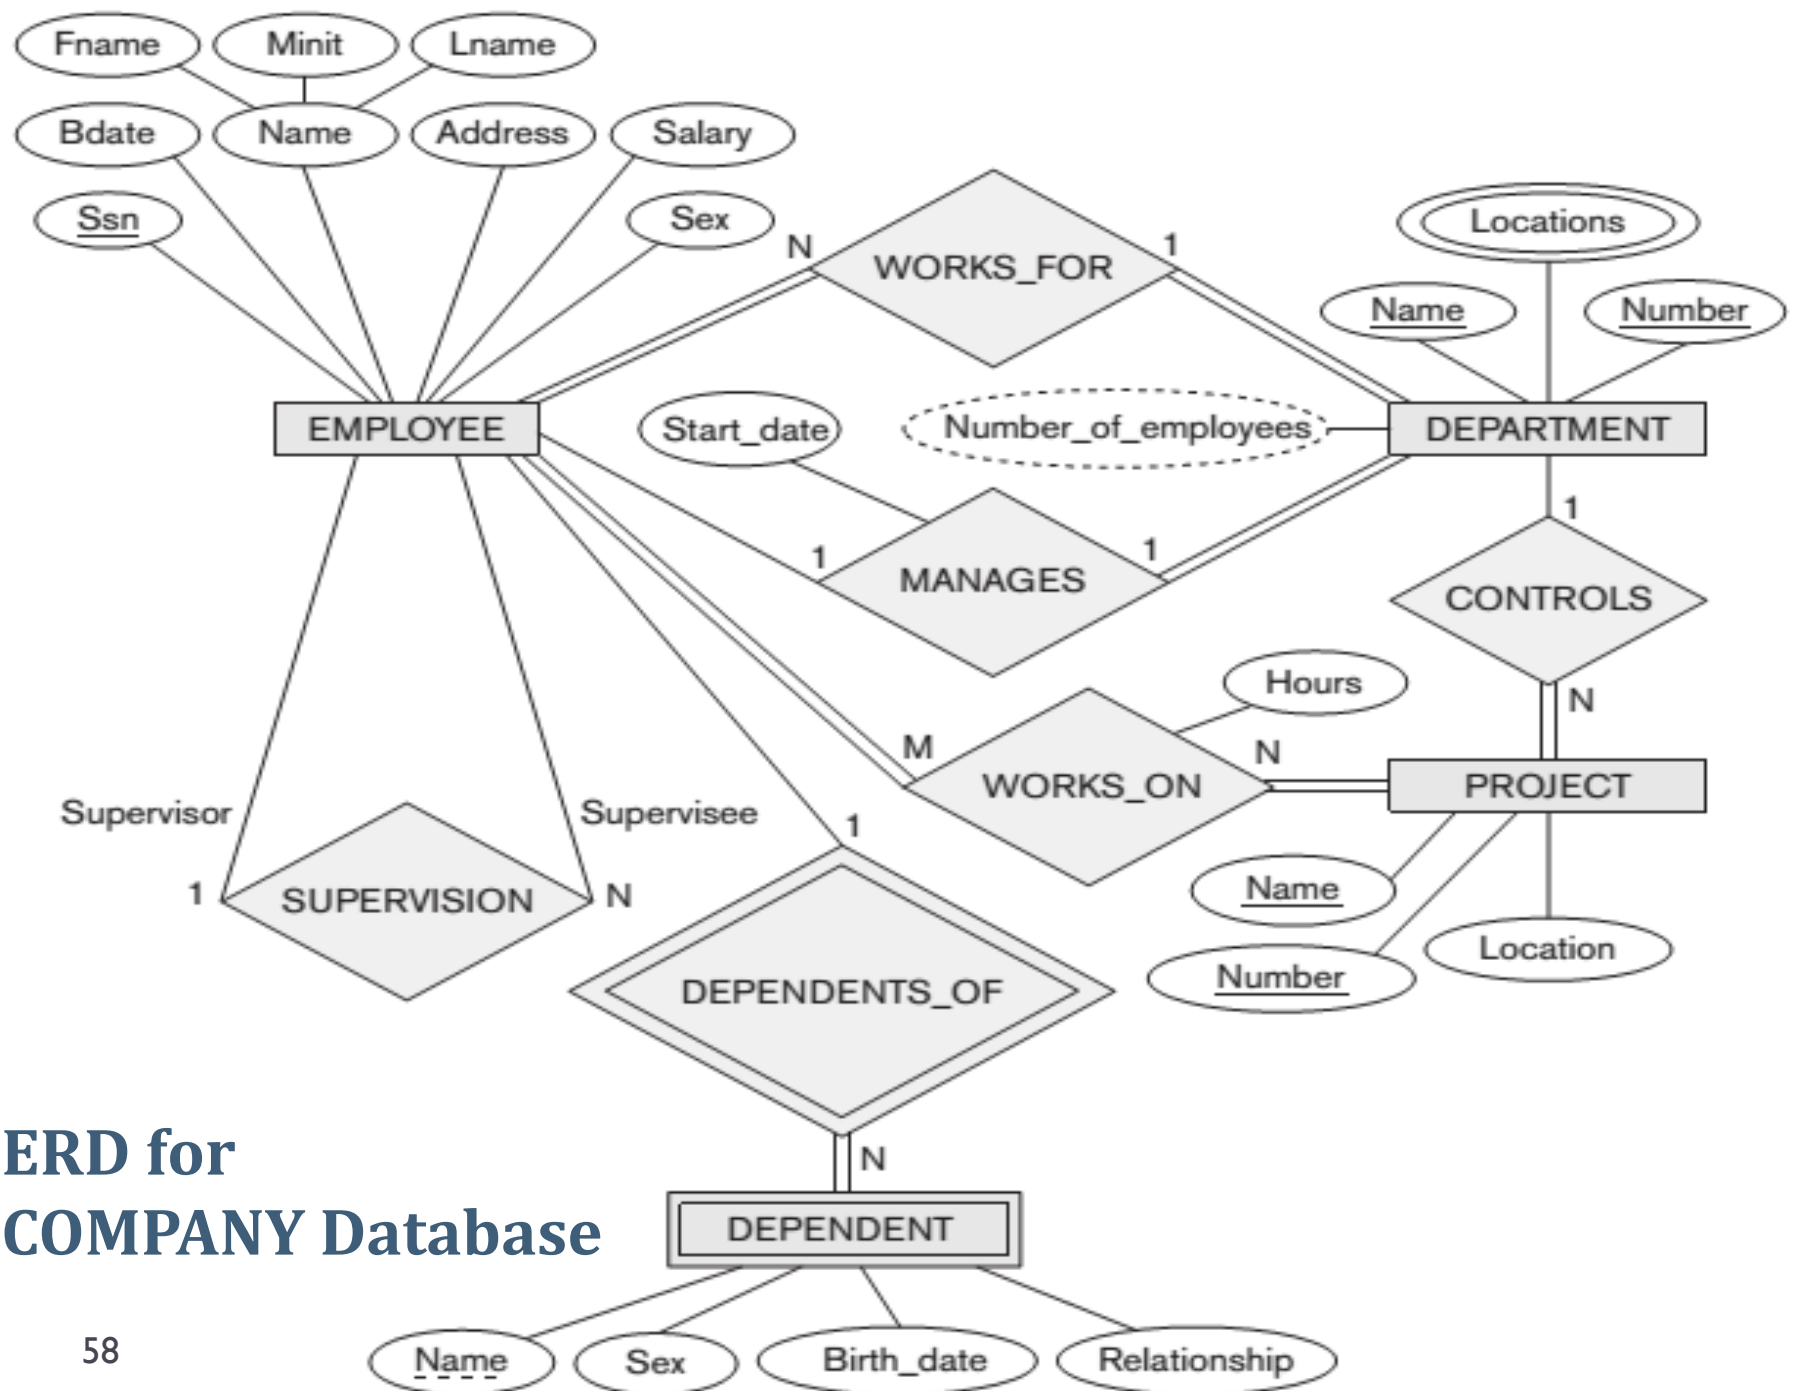 Fname
Minit
Lname
Bdate
Name
Address
Salary
Ssn
Sex
N
WORKS_FOR
1
Locations
Name
Number
EMPLOYEE
Start_date
Number_of_employees
DEPARTMENT
1
MANAGES
1
1
CONTROLS
N
Hours
M
WORKS_ON
N
PROJECT
Supervisor
Supervisee
1
SUPERVISION
N
1
Name
Number
Location
DEPENDENTS_OF
N
ERD for
COMPANY Database
DEPENDENT
Name
Sex
Birth_date
Relationship
58